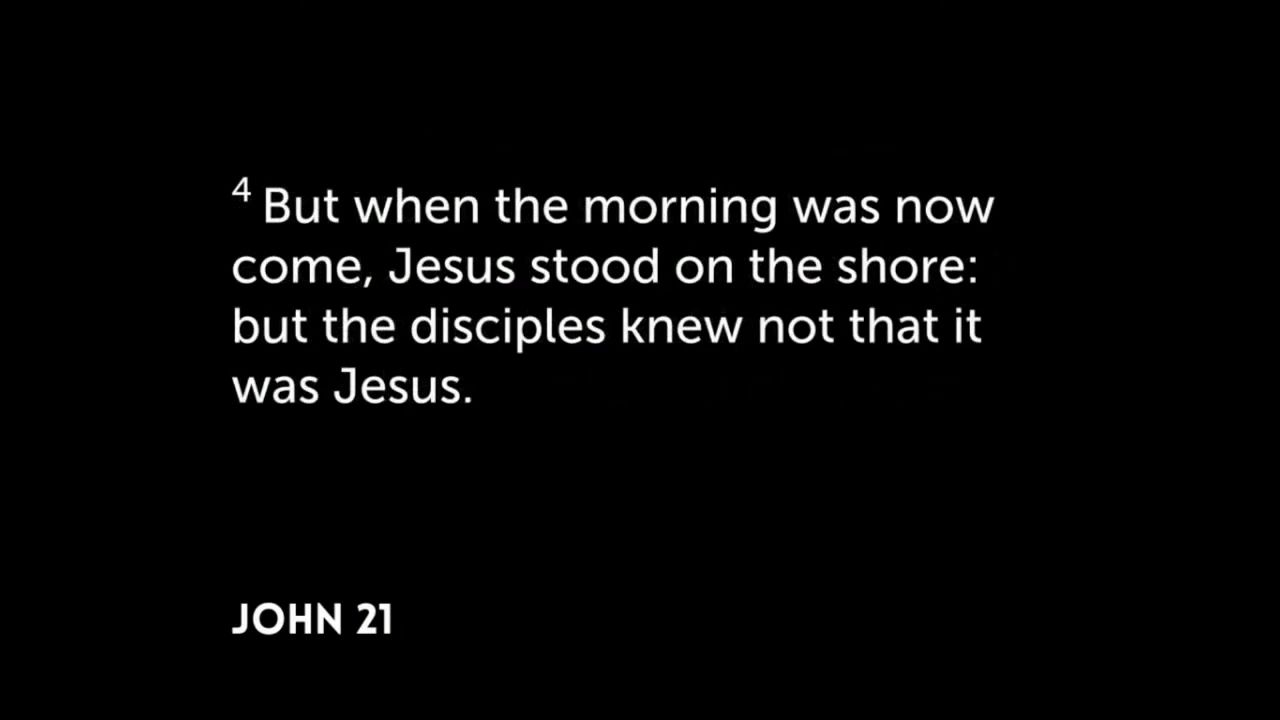 4 But when the morning was now
come, Jesus stood on the shore:
but the disciples knew not that it
was Jesus.
JOHN 21